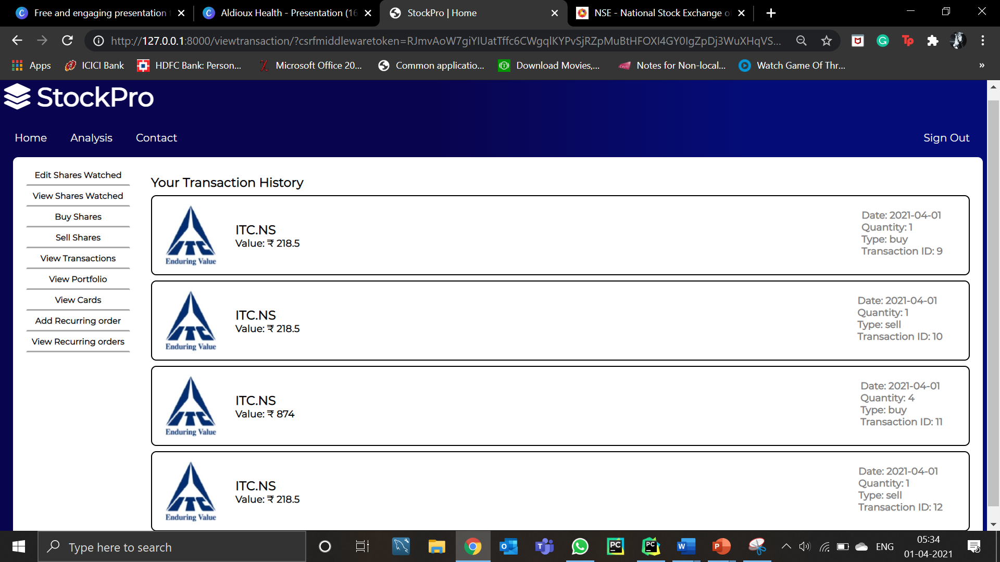 Free and engaging presentation
Aldioux Health - Presentation (16
StockPro | Home
NSE - National Stock Exchange of
http://127.0.0.1:8000/viewtransaction/?csrfmiddlewaretoken=RJmvAoW7giYIUatTffc6CWgqlKYPvSjRZpMuBtHFOXI4GY0IgZpDj3WuXHqVS...
Apps
ICICI Bank
HDFC Bank: Person...
Microsoft Office 20...
Common applicatio...
Download Movies,...
Notes for Non-local...
Watch Game Of Thr...
StockPro
Home
Analysis
Contact
Sign Out
Edit Shares Watched
View Shares Watched
Buy Shares
Sell Shares
View Transactions
View Portfolio
View Cards
Add Recurring order
View Recurring orders
Your Transaction History
ITC
Enduring Value
ITC.NS
Value: ₹ 218.5
Date: 2021-04-01
Quantity: 1
Type: buy
Transaction ID: 9
ITC
Enduring Value
ITC.NS
Value: ₹ 218.5
Date: 2021-04-01
Quantity: 1
Type: sell
Transaction ID: 10
ITC
Enduring Value
ITC.NS
Value: ₹ 874
Date: 2021-04-01
Quantity: 4
Type: buy
Transaction ID: 11
ITC
Enduring Value
ITC.NS
Value: ₹ 218.5
Date: 2021-04-01
Quantity: 1
Type: sell
Transaction ID: 12
Type here to search
ENG
05:34
01-04-2021